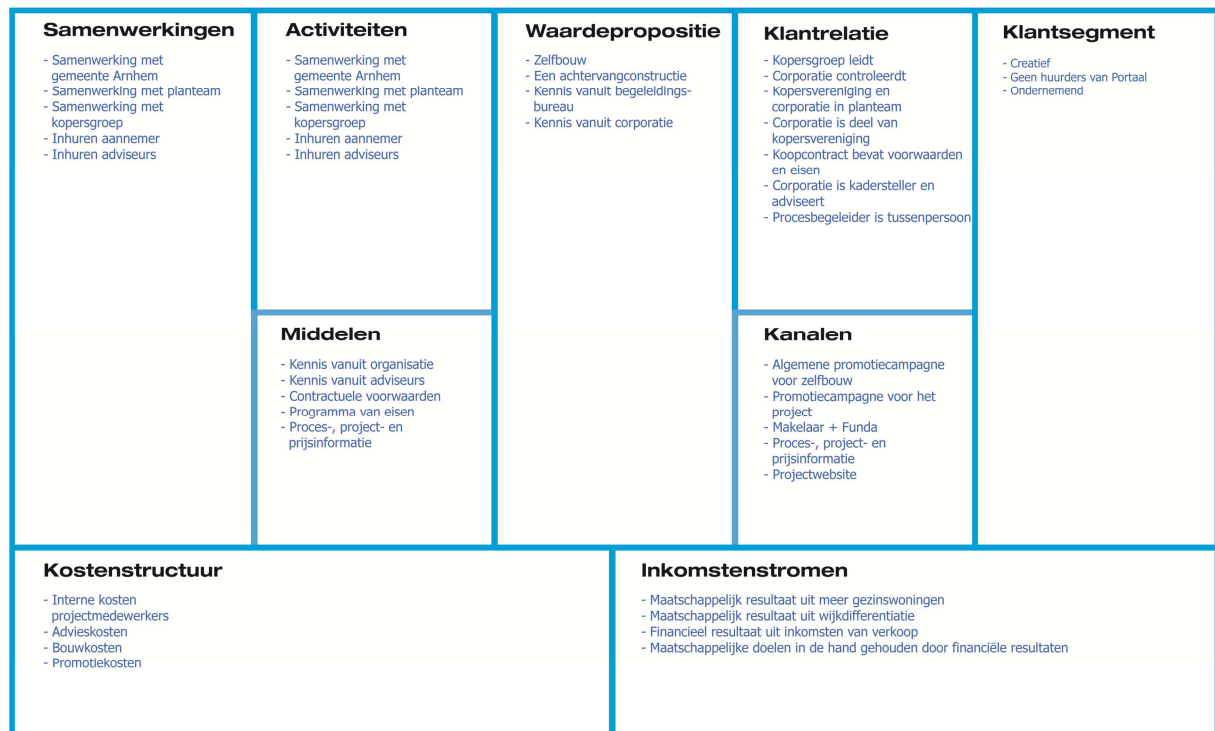 Samenwerkingen
- Samenwerking met
gemeente Arnhem
- Samenwerking met planteam
- Samenwerking met
kopersgroep
- Inhuren aannemer
- Inhuren adviseurs
Activiteiten
- Samenwerking met
gemeente Arnhem
- Samenwerking met planteam
- Samenwerking met
kopersgroep
- Inhuren aannemer
- Inhuren adviseurs
Middelen
- Kennis vanuit organisatie
- Kennis vanuit adviseurs
- Contractuele voorwaarden
- Programma van eisen
- Proces-, project- en
prijsinformatie
Waardepropositie
- Zelfbouw
- Een achtervangconstructie
- Kennis vanuit begeleidings-
bureau
- Kennis vanuit corporatie
Klantrelatie
- Kopersgroep leidt
- Corporatie controleerdt
- Kopersvereniging en
corporatie in planteam
- Corporatie is deel van
kopersvereniging
- Koopcontract bevat voorwaarden
en eisen
- Corporatie is kadersteller en
adviseert
- Procesbegeleider is tussenpersoon
Kanalen
- Algemene promotiecampagne
voor zelfbouw
- Promotiecampagne voor het
project
- Makelaar + Funda
- Proces-, project- en
prijsinformatie
- Projectwebsite
Klantsegment
- Creatief
- Geen huurders van Portaal
- Ondernemend
Kostenstructuur
- Interne kosten
projectmedewerkers
- Advieskosten
- Bouwkosten
- Promotiekosten
Inkomstenstromen
- Maatschappelijk resultaat uit meer gezinswoningen
- Maatschappelijk resultaat uit wijkdifferentiatie
- Financieel resultaat uit inkomsten van verkoop
- Maatschappelijke doelen in de hand gehouden door financiële resultaten